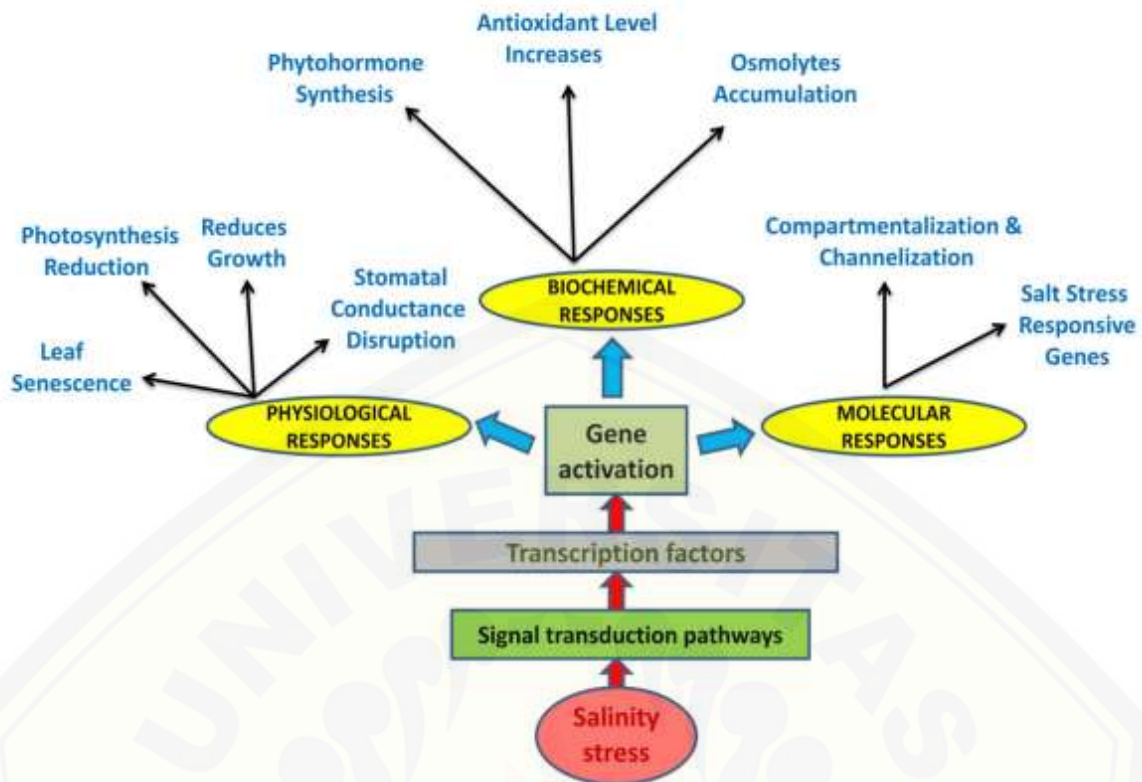 Antioxidant Level
Increases
Phytohormone
Synthesis
Osmolytes
Accumulation
Photosynthesis
Reduction
Reduces
Growth
Stomatal
Conductance
Disruption
Leaf
Senescence
Compartmentalization &
Channelization
Salt Stress
Responsive
Genes
BIOCHEMICAL
RESPONSES
PHYSIOLOGICAL
RESPONSES
MOLECULAR
RESPONSES
Gene
activation
Transcription factors
Signal transduction pathways
Salinity
stress
UNIVERSITAS